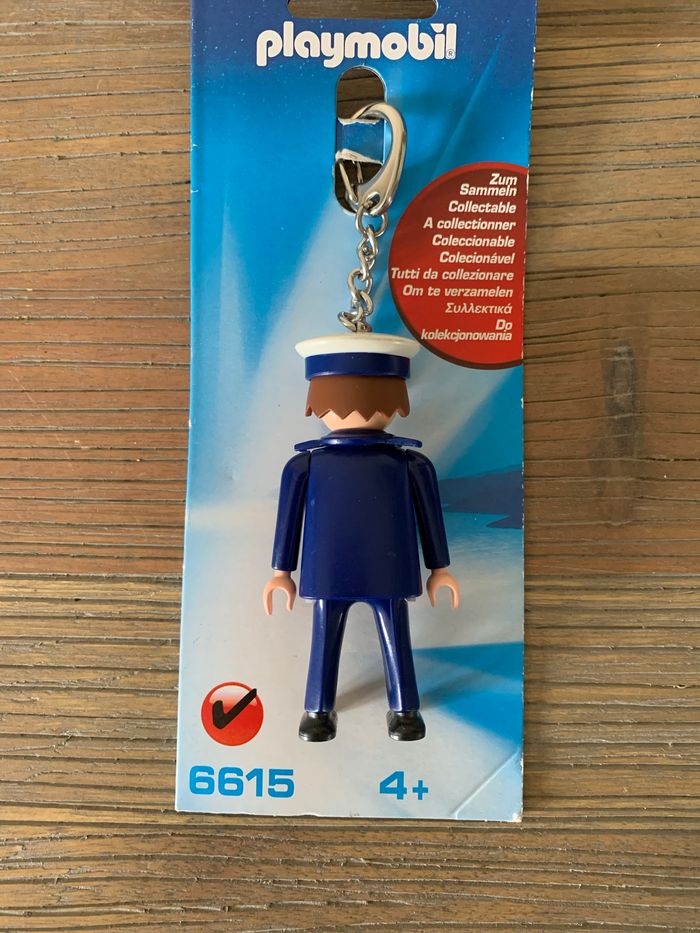 playmobil®
Zum
Sammeln
Collectable
A collectionner
Coleccionable
Colecionável
Tutti da collezionare
Om te verzamelen
Συλλεκτικά
Do
kolekcjonowania
6615
4+